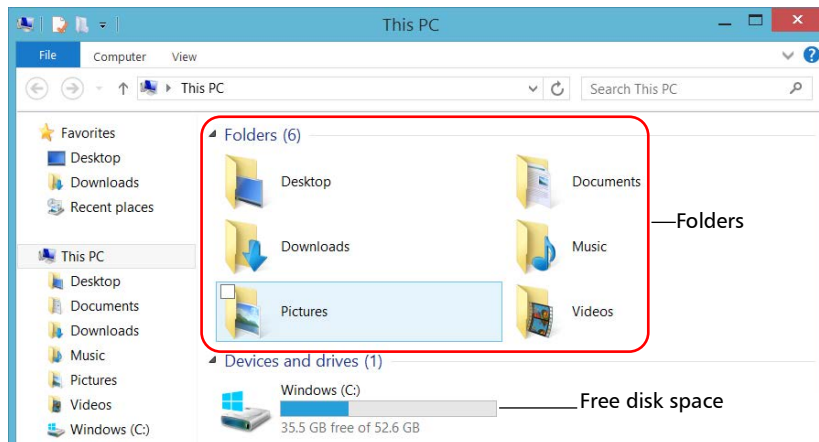 This PC
File Computer View
This PC
Search This PC
Favorites
Desktop
Downloads
Recent places
This PC
Desktop
Documents
Downloads
Music
Pictures
Videos
Windows (C:)
Folders (6)
Desktop
Documents
Downloads
Music
Pictures
Videos
Folders
Devices and drives (1)
Windows (C:)
35.5 GB free of 52.6 GB
Free disk space